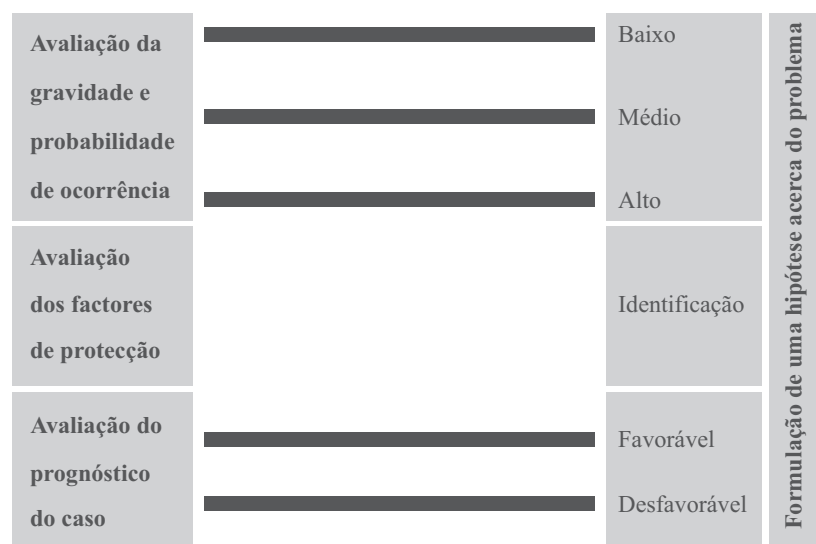 Avaliação da
gravidade e
probabilidade
de ocorrência
Baixo
Médio
Alto
Avaliação
dos factores
de protecção
Identificação
Avaliação do
prognóstico
do caso
Favorável
Desfavorável
Formulação de uma hipótese acerca do problema